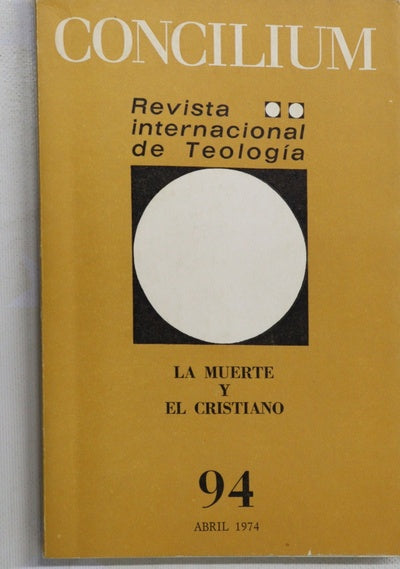 CONCILIUM
Revista
internacional
de Teología
LA MUERTE
Y
EL CRISTIANO
94
ABRIL 1974